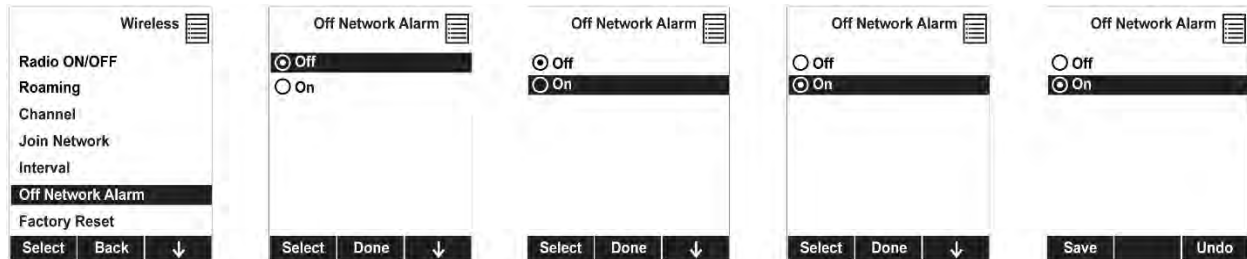 Wireless
Radio ON/OFF
Roaming
Channel
Join Network
Interval
Off Network Alarm
Factory Reset
Select Back ↓
Off Network Alarm
Off
On
Select Done ↓
Off Network Alarm
Off
On
Select Done ↓
Off Network Alarm
Off
On
Select Done ↓
Off Network Alarm
Off
On
Save Undo